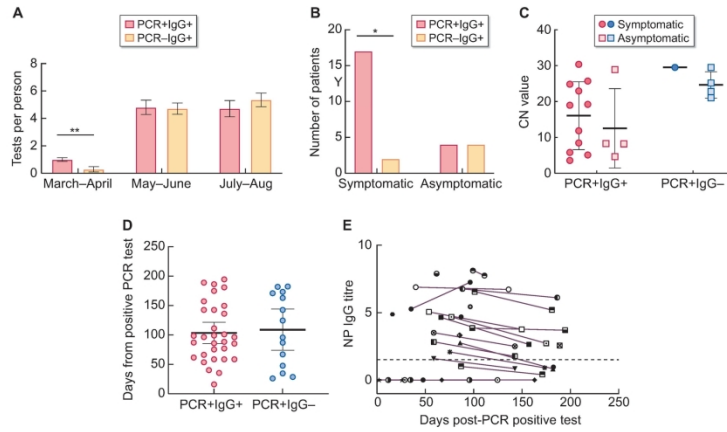 A
PCR+IgG+
PCR–IgG+
Tests per person
8
6
4
2
0
**
March–April
May–June
July–Aug
B
PCR+IgG+
PCR–IgG+
Number of patients
Y
20
15
10
5
0
*
Symptomatic
Asymptomatic
C
Symptomatic
Asymptomatic
CN value
40
30
20
10
0
PCR+IgG+
PCR+IgG–
D
Days from positive PCR test
250
200
150
100
50
0
PCR+IgG+
PCR+IgG–
E
NP IgG titre
10
5
0
0 50 100 150 200 250
Days post-PCR positive test